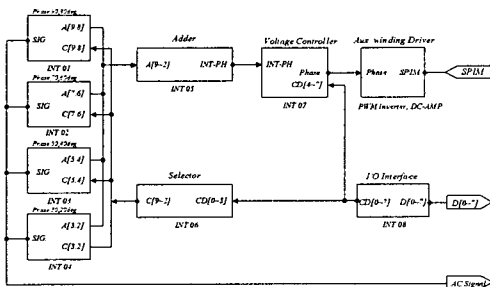 SIG
A[9 8]
C[9 8]
INT 01
SIG
A[7.6]
C[7.6]
INT 02
SIG
A[5.4]
C[5.4]
INT 03
SIG
A[3.2]
C[3.2]
INT 04
Adder
A[9~2]
INT-PH
INT 05
Voltage Controller
INT-PH
Phase
CD[4~7]
INT 07
Aux winding Driver
Phase
SPIM
PWM inverter, DC-AMP
SPIM
Selector
C[9~2]
CD[0~3]
INT 06
I/O Interface
CD[0~7]
D[0~7]
INT 08
D[0~7]
AC Signal